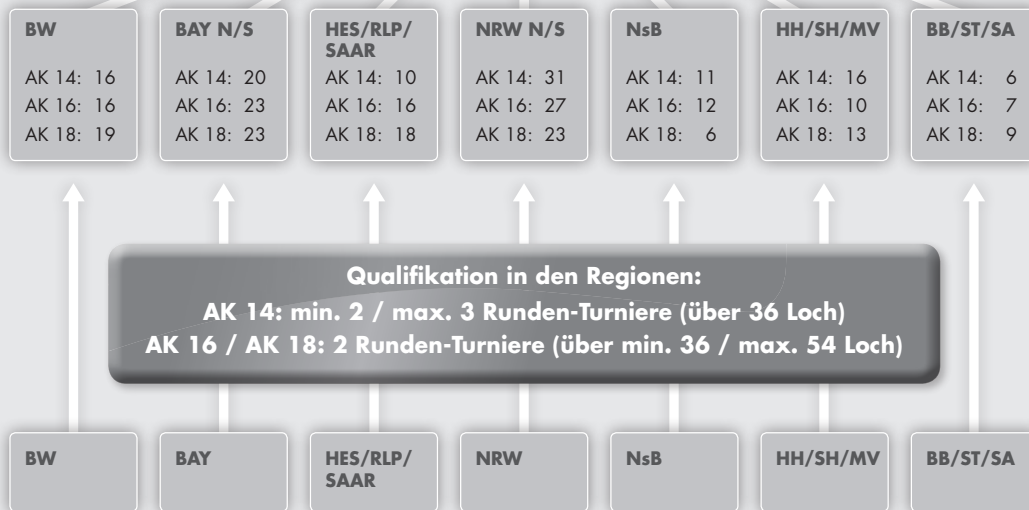 BW
AK 14: 16
AK 16: 16
AK 18: 19
BAY N/S
AK 14: 20
AK 16: 23
AK 18: 23
HES/RLP/
SAAR
AK 14: 10
AK 16: 16
AK 18: 18
NRW N/S
AK 14: 31
AK 16: 27
AK 18: 23
NsB
AK 14: 11
AK 16: 12
AK 18: 6
HH/SH/MV
AK 14: 16
AK 16: 10
AK 18: 13
BB/ST/SA
AK 14: 6
AK 16: 7
AK 18: 9
Qualifikation in den Regionen:
AK 14: min. 2 / max. 3 Runden-Turniere (über 36 Loch)
AK 16 / AK 18: 2 Runden-Turniere (über min. 36 / max. 54 Loch)
BW
BAY
HES/RLP/
SAAR
NRW
NsB
HH/SH/MV
BB/ST/SA